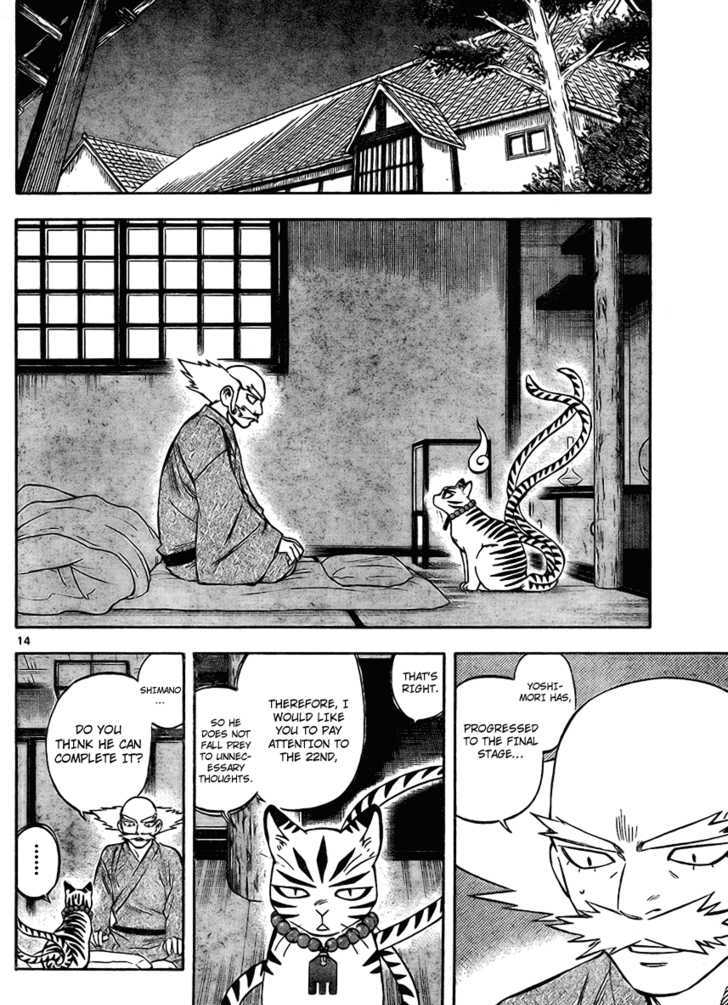 14
YOSHI-
MORI HAS,
PROGRESSED
TO THE FINAL
STAGE...
THAT'S
RIGHT.
THEREFORE, I
WOULD LIKE
YOU TO PAY
ATTENTION TO
THE 22ND,
SO HE
DOES NOT
FALL PREY
TO UNNEC-
ESSARY
THOUGHTS.
SHIMANO
...
DO YOU
THINK HE CAN
COMPLETE IT?
........